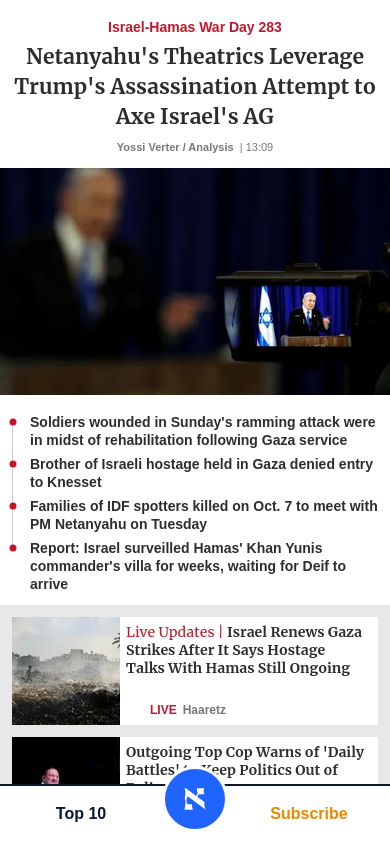 Israel-Hamas War Day 283
Netanyahu's Theatrics Leverage
Trump's Assassination Attempt to
Axe Israel's AG
Yossi Verter / Analysis | 13:09
Soldiers wounded in Sunday's ramming attack were
in midst of rehabilitation following Gaza service
Brother of Israeli hostage held in Gaza denied entry
to Knesset
Families of IDF spotters killed on Oct. 7 to meet with
PM Netanyahu on Tuesday
Report: Israel surveilled Hamas' Khan Yunis
commander's villa for weeks, waiting for Deif to
arrive
Live Updates | Israel Renews Gaza
Strikes After It Says Hostage
Talks With Hamas Still Ongoing
LIVE Haaretz
Outgoing Top Cop Warns of 'Daily
Battles' to Keep Politics Out of
Top 10
Subscribe